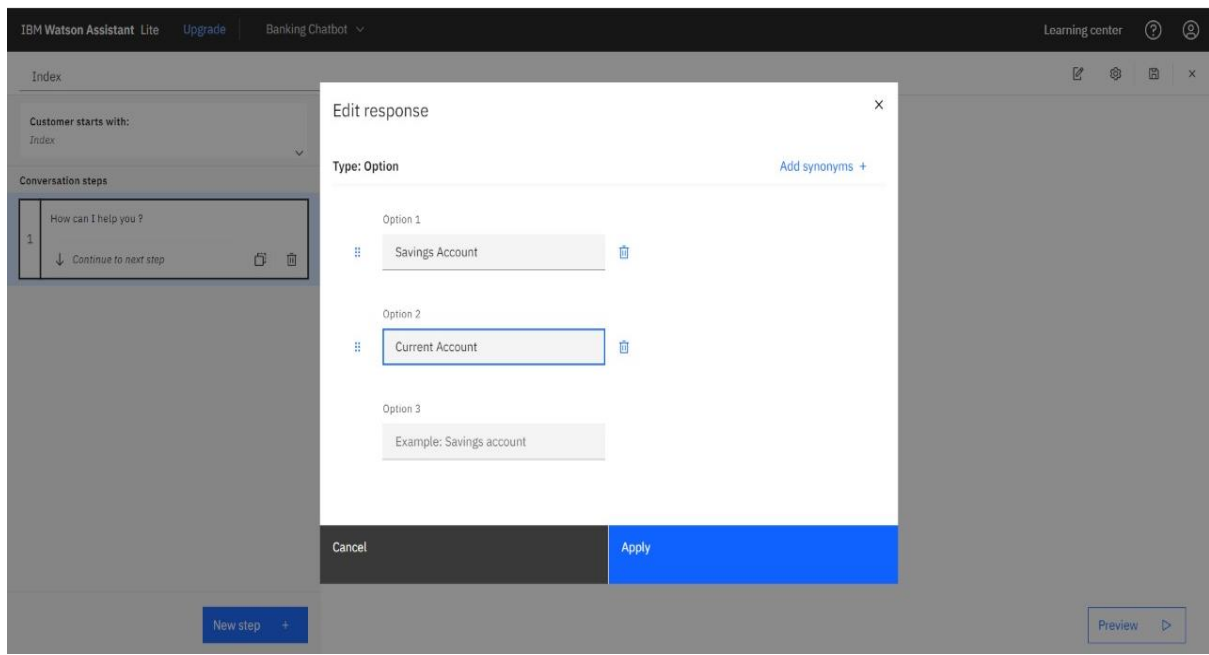 IBM Watson Assistant Lite Upgrade Banking Chatbot Learning center
Index
Customer starts with:
Index
Conversation steps
1
How can I help you ?
Continue to next step
New step +
Edit response
Type: Option
Add synonyms +
Option 1
Savings Account
Option 2
Current Account
Option 3
Example: Savings account
Cancel
Apply
Preview